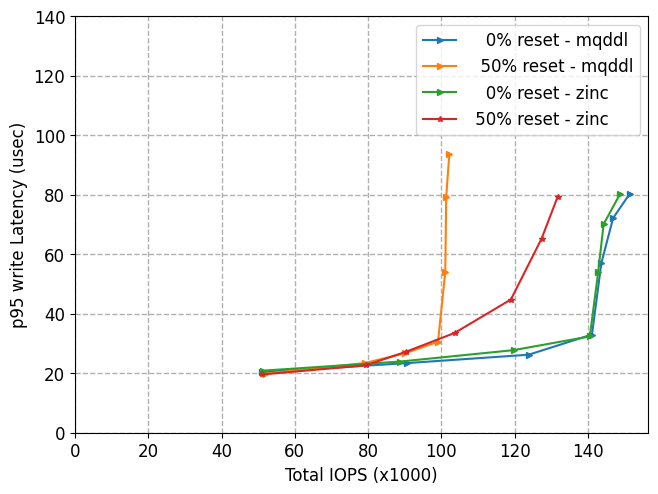 140
120
100
80
60
40
20
0
p95 write Latency (usec)
0% reset - mqddl
50% reset - mqddl
0% reset - zinc
50% reset - zinc
0 20 40 60 80 100 120 140
Total IOPS (x1000)